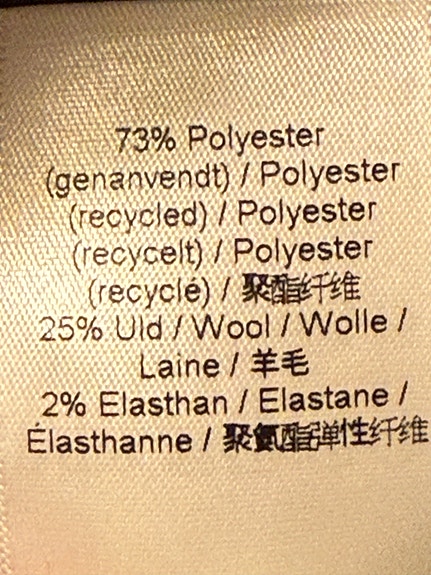 73% Polyester
(genanvendt) / Polyester
(recycled) / Polyester
(recycelt) / Polyester
(recyclé) / 聚酯纤维
25% Uld / Wool / Wolle /
Laine / 羊毛
2% Elasthan / Elastane /
Élasthanne / 聚氨酯弹性纤维